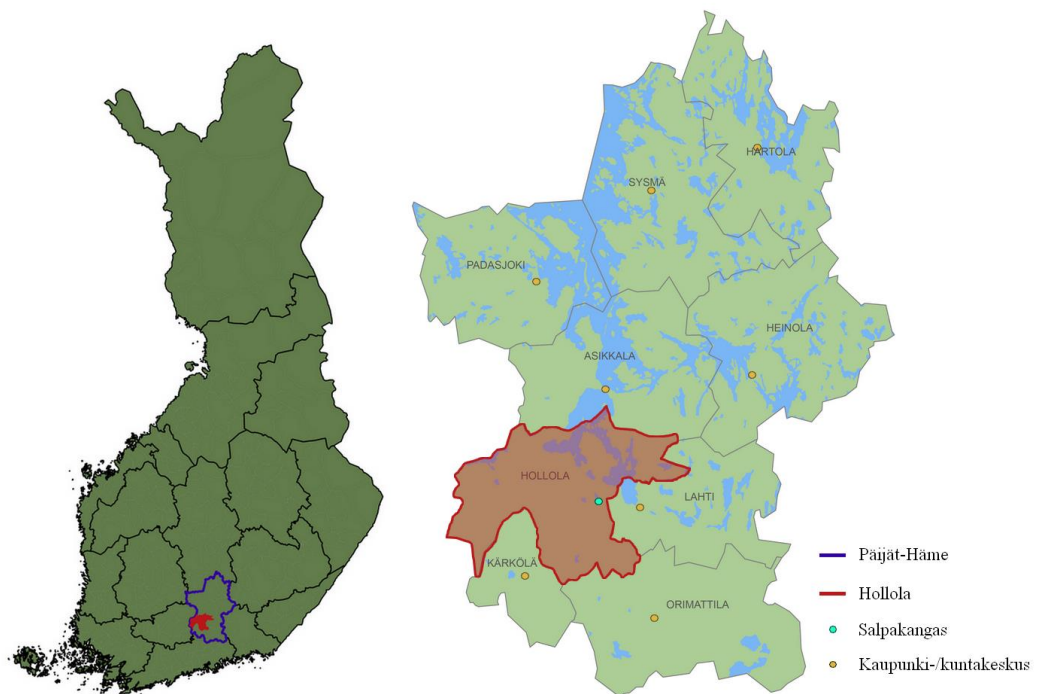 HARTOLA
SYSMÄ
PADASJOKI
HEINOLA
ASIKKALA
HOLLOLA
LAHTI
KÄRKÖLÄ
ORIMATTILA
Päijät-Häme
Hollola
Salpakangas
Kaupunki-/kuntakeskus